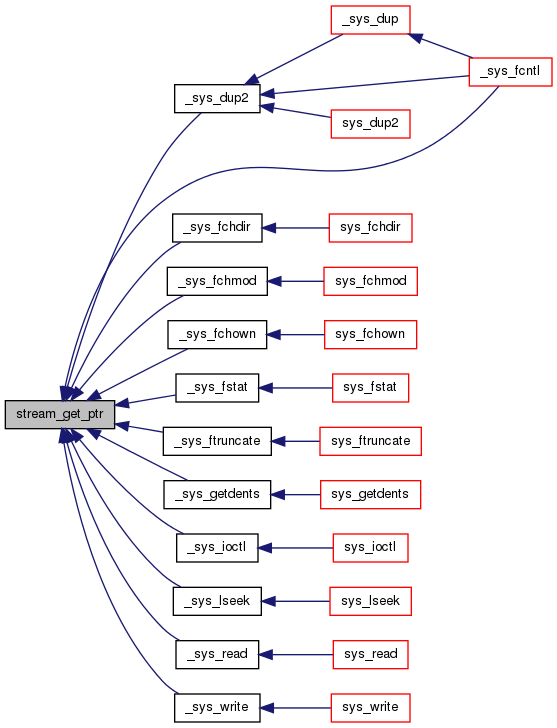 _sys_dup
_sys_fcntl
_sys_dup2
sys_dup2
_sys_fchdir
sys_fchdir
_sys_fchmod
sys_fchmod
_sys_fchown
sys_fchown
_sys_fstat
sys_fstat
stream_get_ptr
_sys_ftruncate
sys_ftruncate
_sys_getdents
sys_getdents
_sys_ioctl
sys_ioctl
_sys_lseek
sys_lseek
_sys_read
sys_read
_sys_write
sys_write